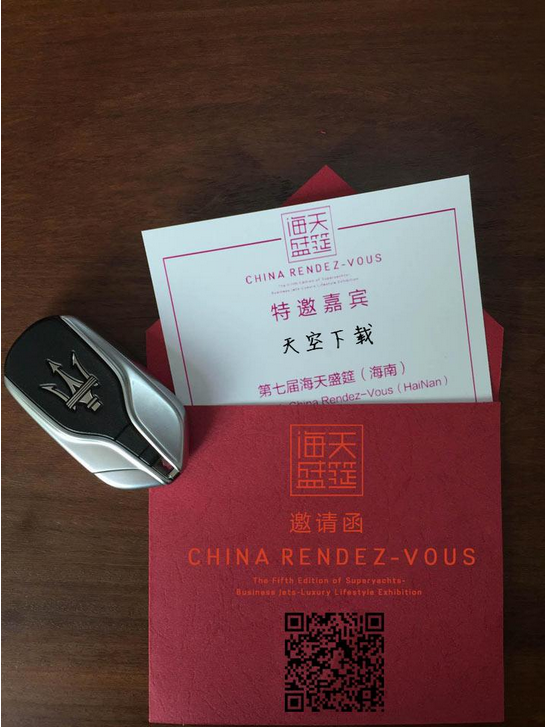 海天
盛筵
CHINA RENDEZ-VOUS
特邀嘉宾
天空下载
第七届海天盛筵（海南）
China Rendez-Vous (HaiNan)
海天
盛筵
邀请函
CHINA RENDEZ-VOUS
The Fifth Edition of Superyachts-
Business Jets-Luxury Lifestyle Exhibition